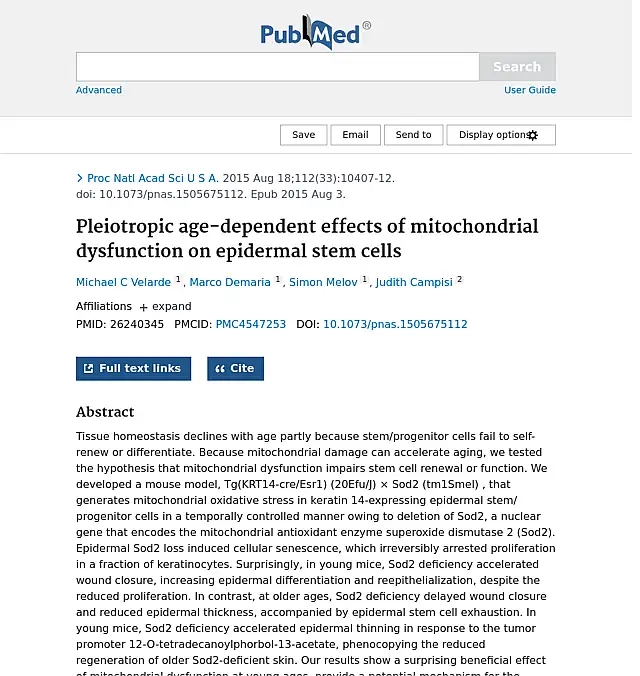 PubMed®
Search
Advanced User Guide
Save Email Send to Display options
Proc Natl Acad Sci U S A. 2015 Aug 18;112(33):10407-12.
doi: 10.1073/pnas.1505675112. Epub 2015 Aug 3.
Pleiotropic age-dependent effects of mitochondrial
dysfunction on epidermal stem cells
Michael C Velarde 1, Marco Demaria 1, Simon Melov 1, Judith Campisi 2
Affiliations + expand
PMID: 26240345 PMCID: PMC4547253 DOI: 10.1073/pnas.1505675112
Full text links Cite
Abstract
Tissue homeostasis declines with age partly because stem/progenitor cells fail to self-
renew or differentiate. Because mitochondrial damage can accelerate aging, we tested
the hypothesis that mitochondrial dysfunction impairs stem cell renewal or function. We
developed a mouse model, Tg(KRT14-cre/Esr1) (20Efu/J) × Sod2 (tm1Smel) , that
generates mitochondrial oxidative stress in keratin 14-expressing epidermal stem/
progenitor cells in a temporally controlled manner owing to deletion of Sod2, a nuclear
gene that encodes the mitochondrial antioxidant enzyme superoxide dismutase 2 (Sod2).
Epidermal Sod2 loss induced cellular senescence, which irreversibly arrested proliferation
in a fraction of keratinocytes. Surprisingly, in young mice, Sod2 deficiency accelerated
wound closure, increasing epidermal differentiation and reepithelialization, despite the
reduced proliferation. In contrast, at older ages, Sod2 deficiency delayed wound closure
and reduced epidermal thickness, accompanied by epidermal stem cell exhaustion. In
young mice, Sod2 deficiency accelerated epidermal thinning in response to the tumor
promoter 12-O-tetradecanoylphorbol-13-acetate, phenocopying the reduced
regeneration of older Sod2-deficient skin. Our results show a surprising beneficial effect
of mitochondrial dysfunction at young ages, provide a potential mechanism for the